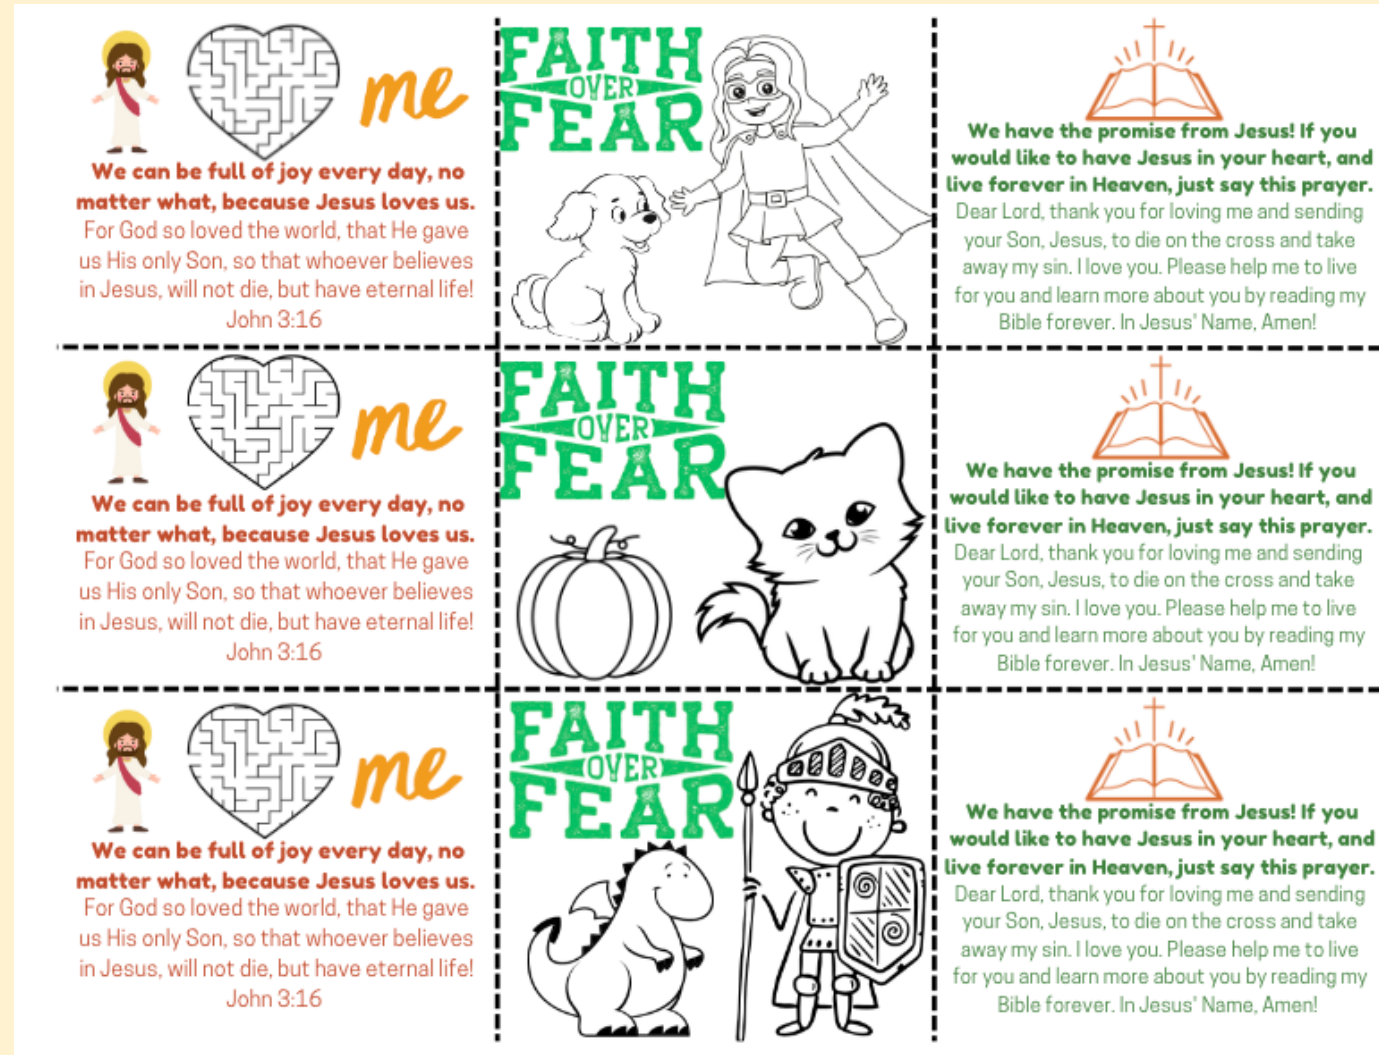 me
We can be full of joy every day, no
matter what, because Jesus loves us.
For God so loved the world, that He gave
us His only Son, so that whoever believes
in Jesus, will not die, but have eternal life!
John 3:16
FAITH
OVER
FEAR
We have the promise from Jesus! If you
would like to have Jesus in your heart, and
live forever in Heaven, just say this prayer.
Dear Lord, thank you for loving me and sending
your Son, Jesus, to die on the cross and take
away my sin. I love you. Please help me to live
for you and learn more about you by reading my
Bible forever. In Jesus' Name, Amen!
me
We can be full of joy every day, no
matter what, because Jesus loves us.
For God so loved the world, that He gave
us His only Son, so that whoever believes
in Jesus, will not die, but have eternal life!
John 3:16
FAITH
OVER
FEAR
We have the promise from Jesus! If you
would like to have Jesus in your heart, and
live forever in Heaven, just say this prayer.
Dear Lord, thank you for loving me and sending
your Son, Jesus, to die on the cross and take
away my sin. I love you. Please help me to live
for you and learn more about you by reading my
Bible forever. In Jesus' Name, Amen!
me
We can be full of joy every day, no
matter what, because Jesus loves us.
For God so loved the world, that He gave
us His only Son, so that whoever believes
in Jesus, will not die, but have eternal life!
John 3:16
FAITH
OVER
FEAR
We have the promise from Jesus! If you
would like to have Jesus in your heart, and
live forever in Heaven, just say this prayer.
Dear Lord, thank you for loving me and sending
your Son, Jesus, to die on the cross and take
away my sin. I love you. Please help me to live
for you and learn more about you by reading my
Bible forever. In Jesus' Name, Amen!